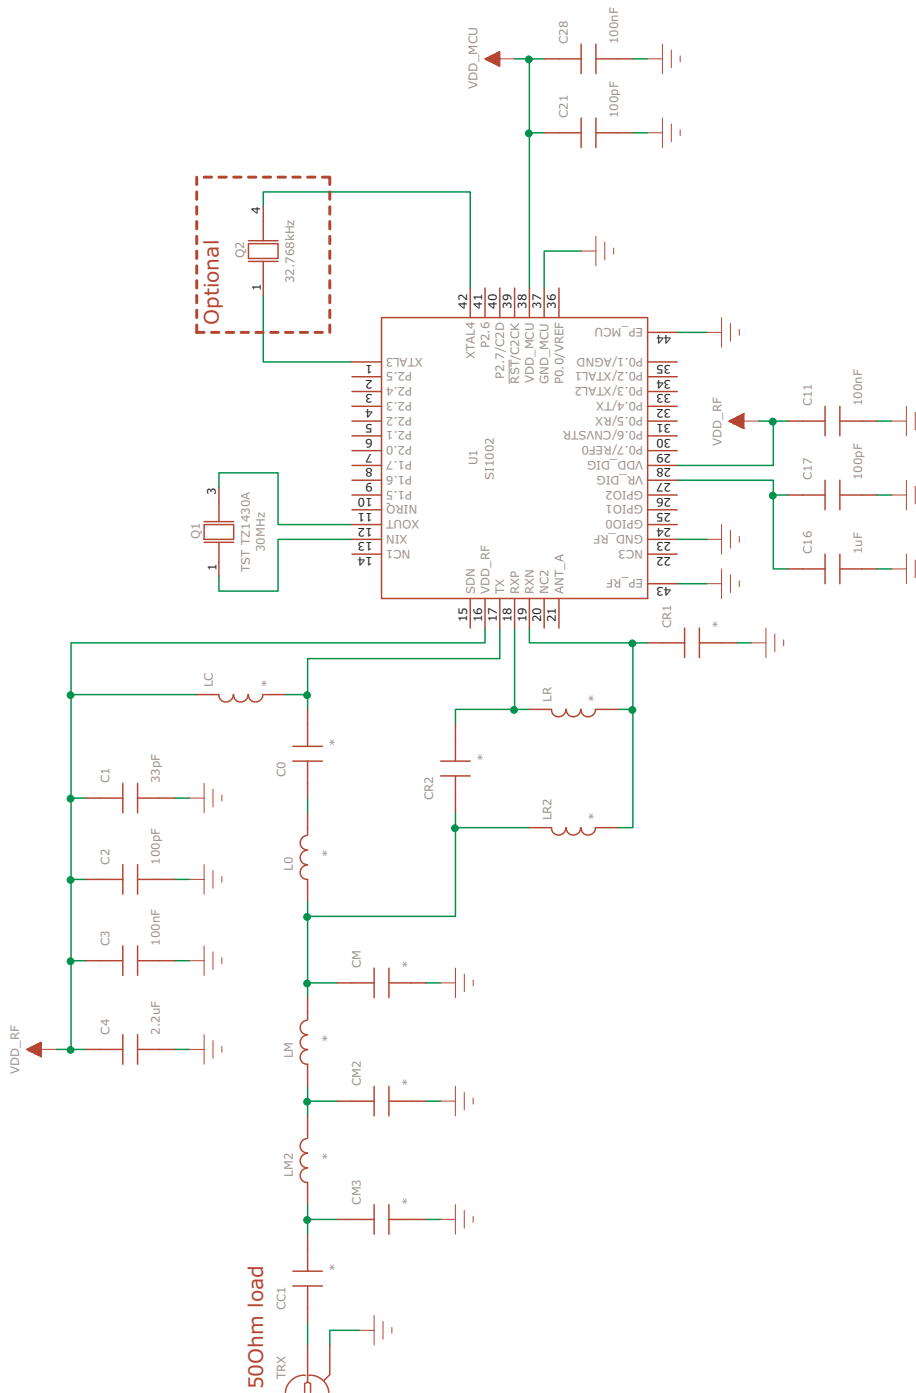 VDD_MCU
C28
100nF
C21
100pF
Optional
Q2
32.768kHz
4
1
42
41
40
39
38
37
36
XTAL4
P2.6
P2.7/C2D
RST/C2CK
VDD_MCU
GND_MCU
P0.0/VREF
XTAL3
1
P2.5
2
P2.4
3
P2.3
4
P2.2
5
P2.1
6
P2.0
7
P1.7
8
P1.6
9
P1.5
10
NIRQ
11
XOUT
12
XIN
13
NC1
14
U1
SI1002
EP_MCU
44
P0.1/AGND
35
P0.2/XTAL1
34
P0.3/XTAL2
33
P0.4/TX
32
P0.5/RX
31
P0.6/CNVSTR
30
P0.7/REF0
29
VDD_DIG
28
VR_DIG
27
GPIO2
26
GPIO1
25
GPIO0
24
GND_RF
23
NC3
22
EP_RF
43
SDN
VDD_RF
TX
RXP
RXN
NC2
ANT_A
15
16
17
18
19
20
21
Q1
TST TZ1430A
30MHz
3
1
VDD_RF
C11
100nF
C17
100pF
C16
1uF
CR1
*
LC
*
C0
*
L0
*
CR2
*
LR
*
LR2
*
C1
33pF
C2
100pF
C3
100nF
C4
2.2uF
VDD_RF
CM
*
LM
*
CM2
*
LM2
*
CM3
*
CC1
*
50Ohm load
TRX